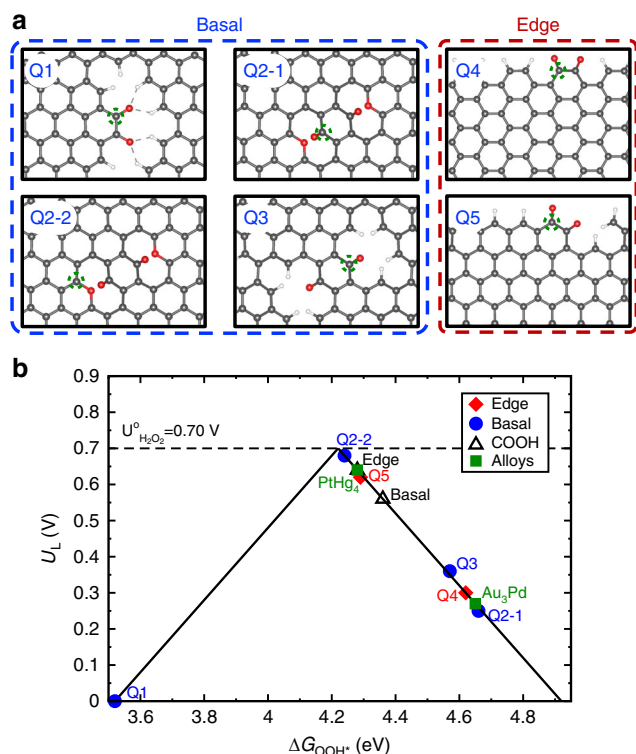 a
Basal
Edge
Q1
Q2-1
Q4
Q2-2
Q3
Q5
b
0.9
0.8
0.7
0.6
0.5
0.4
0.3
0.2
0.1
0
U_L (V)
U°_H₂O₂=0.70 V
Edge
Basal
COOH
Alloys
Q2-2
Edge
PtHg₄
Q5
Basal
Q3
Q4
Au₃Pd
Q2-1
Q1
3.6
3.8
4
4.2
4.4
4.6
4.8
ΔG_OOH* (eV)